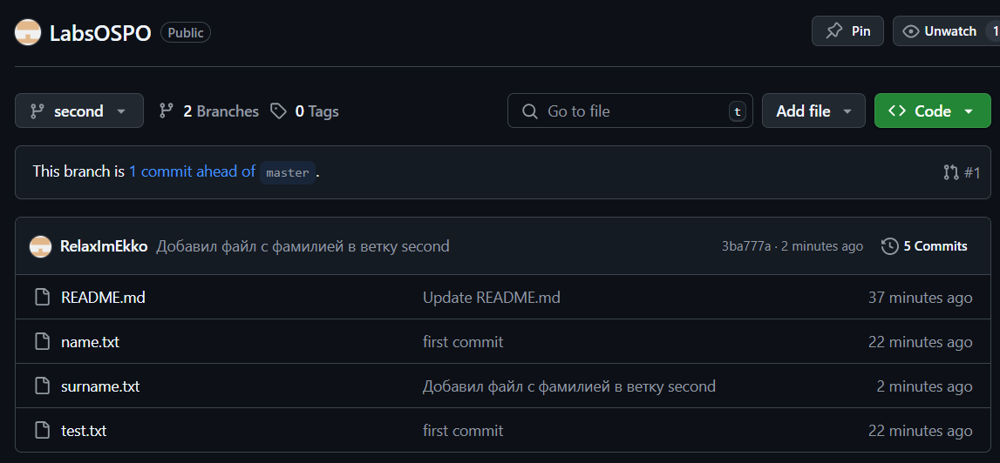 LabsOSPO Public Pin Unwatch 1
second 2 Branches 0 Tags Go to file t Add file Code
This branch is 1 commit ahead of master . #1
RelaxImEkko Добавил файл с фамилией в ветку second 3ba777a · 2 minutes ago 5 Commits
README.md Update README.md 37 minutes ago
name.txt first commit 22 minutes ago
surname.txt Добавил файл с фамилией в ветку second 2 minutes ago
test.txt first commit 22 minutes ago